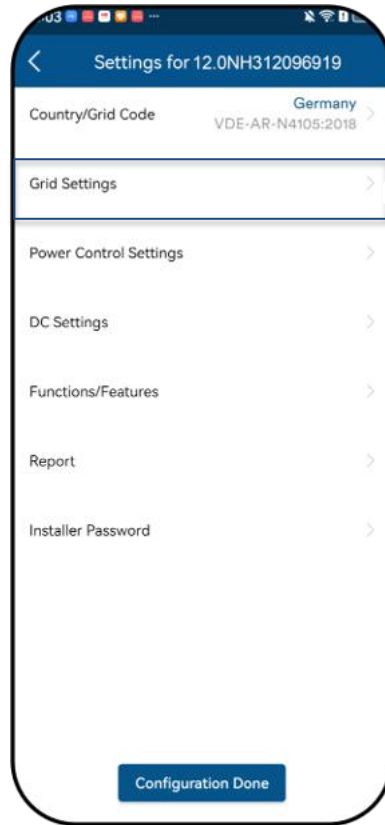 :03
Settings for 12.0NH312096919
Country/Grid Code
Germany
VDE-AR-N4105:2018
Grid Settings
Power Control Settings
DC Settings
Functions/Features
Report
Installer Password
Configuration Done